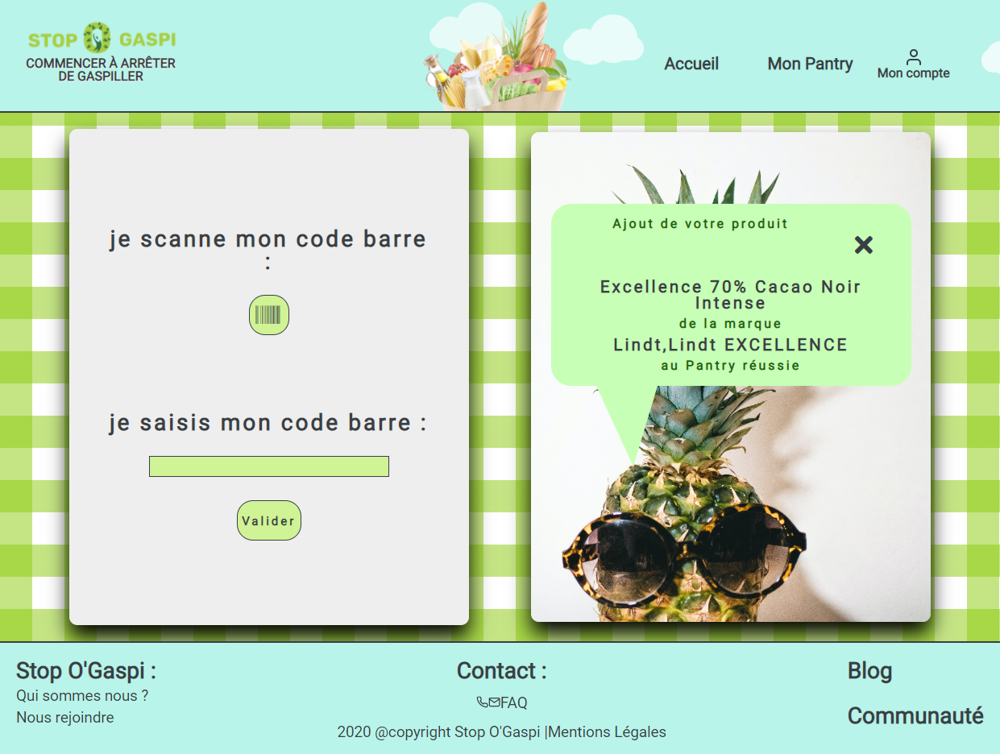 STOP O GASPI
COMMENCER À ARRÊTER
DE GASPILLER
Accueil
Mon Pantry
Mon compte
je scanne mon code barre
:
je saisis mon code barre :
Valider
Ajout de votre produit
Excellence 70% Cacao Noir
Intense
de la marque
Lindt,Lindt EXCELLENCE
au Pantry réussie
Stop O'Gaspi :
Qui sommes nous ?
Nous rejoindre
Contact :
FAQ
2020 @copyright Stop O'Gaspi |Mentions Légales
Blog
Communauté